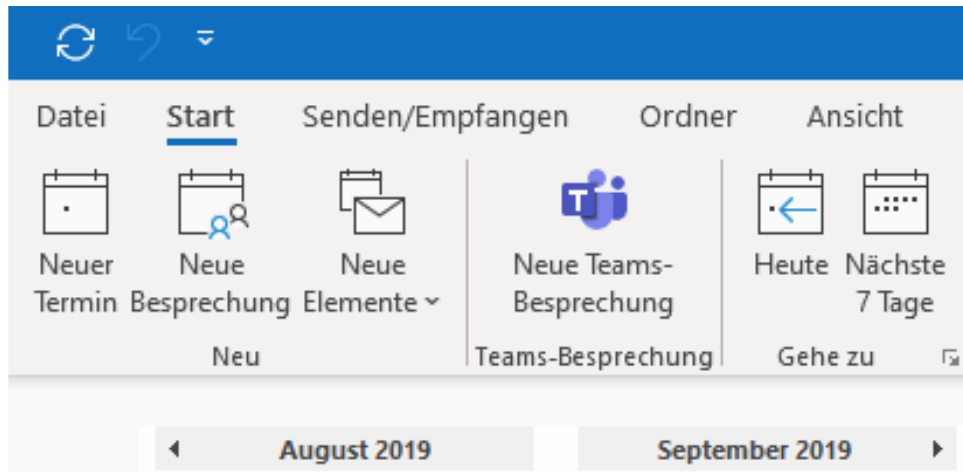 Datei Start Senden/Empfangen Ordner Ansicht
Neuer Neue Neue Neue Teams- Heute Nächste
Termin Besprechung Elemente Besprechung 7 Tage
Neu Teams-Besprechung Gehe zu
August 2019 September 2019